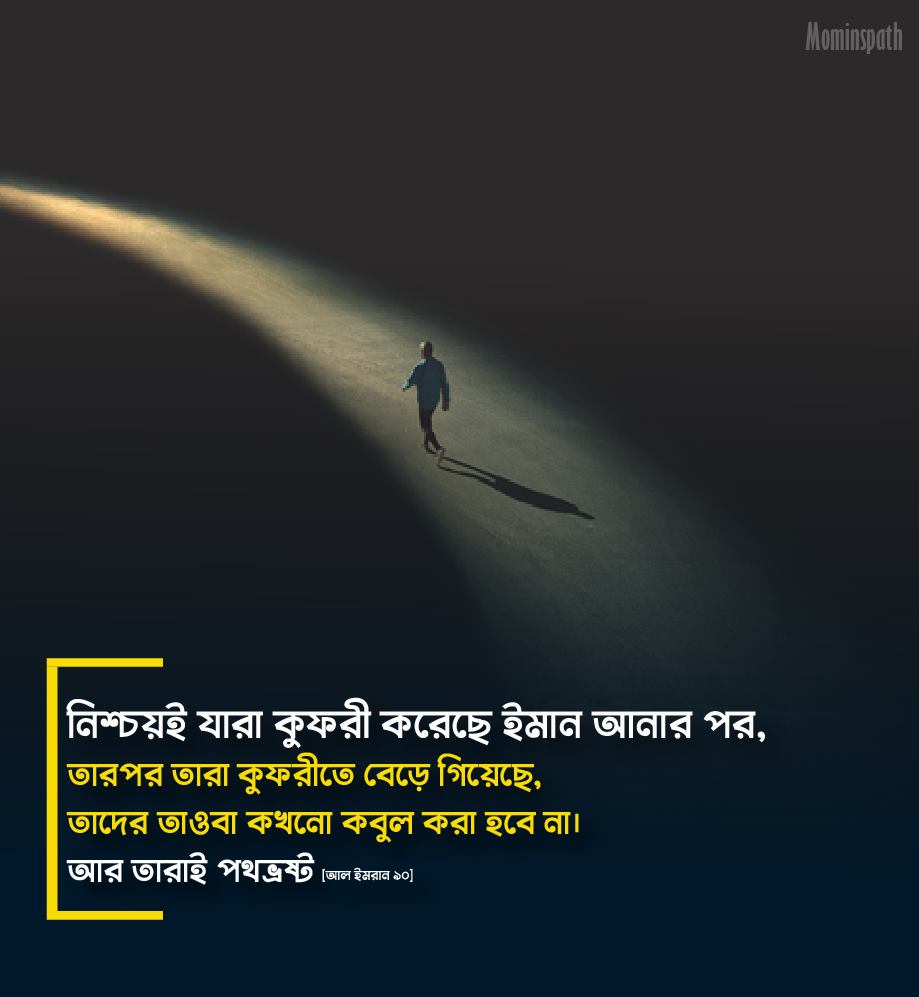 Mominspath
নিশ্চয়ই যারা কুফরী করেছে ইমান আনার পর,
তারপর তারা কুফরীতে বেড়ে গিয়েছে,
তাদের তাওবা কখনো কবুল করা হবে না।
আর তারাই পথভ্রষ্ট [আল ইমরান ৯০]